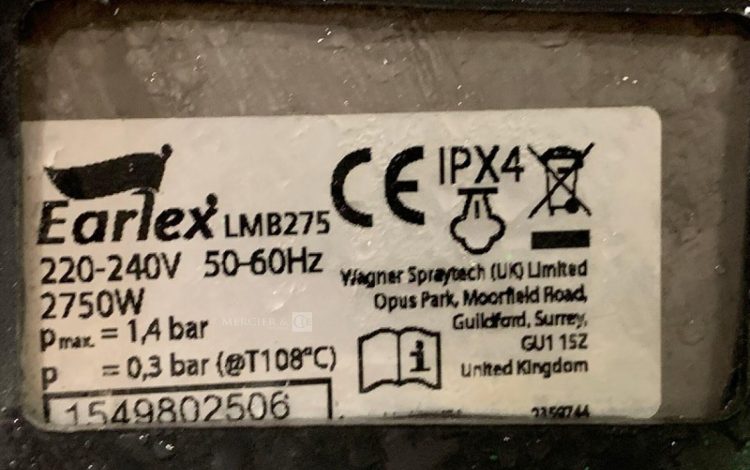 Earlex LMB275
220-240V 50-60Hz
2750W
pmax. = 1,4 bar
p = 0,3 bar (@T108°C)
1549802506
CE IPX4
Wagner Spraytech (UK) Limited
Opus Park, Moorfield Road,
Guildford, Surrey,
GU1 1SZ
United Kingdom
i
MERCIER &